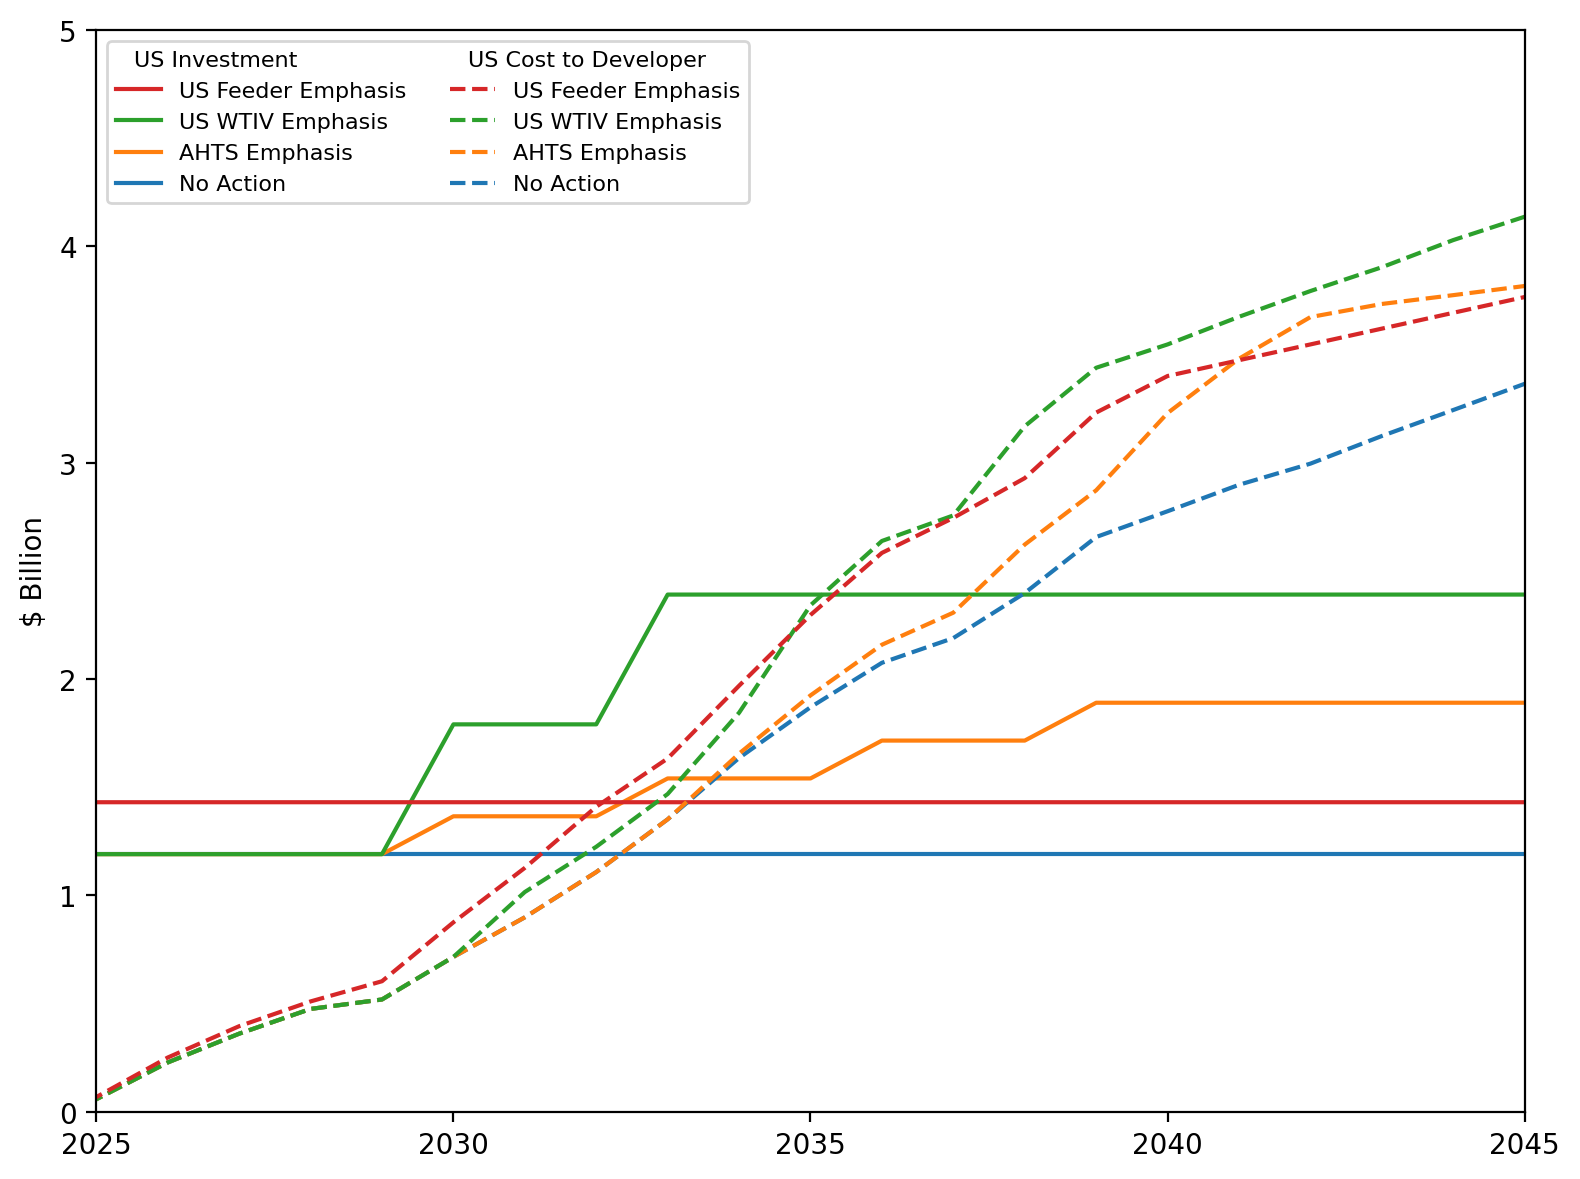 5
US Investment US Cost to Developer
US Feeder Emphasis US Feeder Emphasis
US WTIV Emphasis US WTIV Emphasis
AHTS Emphasis AHTS Emphasis
No Action No Action
4
3
$ Billion
2
1
0
2025 2030 2035 2040 2045